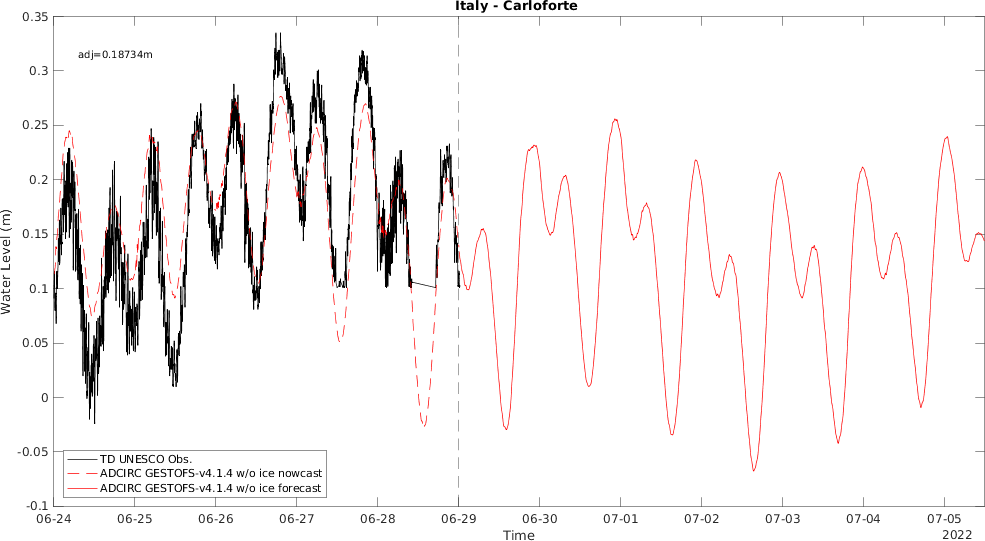 Italy - Carloforte
adj=0.18734m
Water Level (m)
0.35
0.3
0.25
0.2
0.15
0.1
0.05
0
-0.05
-0.1
TD UNESCO Obs.
ADCIRC GESTOFS-v4.1.4 w/o ice nowcast
ADCIRC GESTOFS-v4.1.4 w/o ice forecast
06-24 06-25 06-26 06-27 06-28 06-29 06-30 07-01 07-02 07-03 07-04 07-05
Time
2022